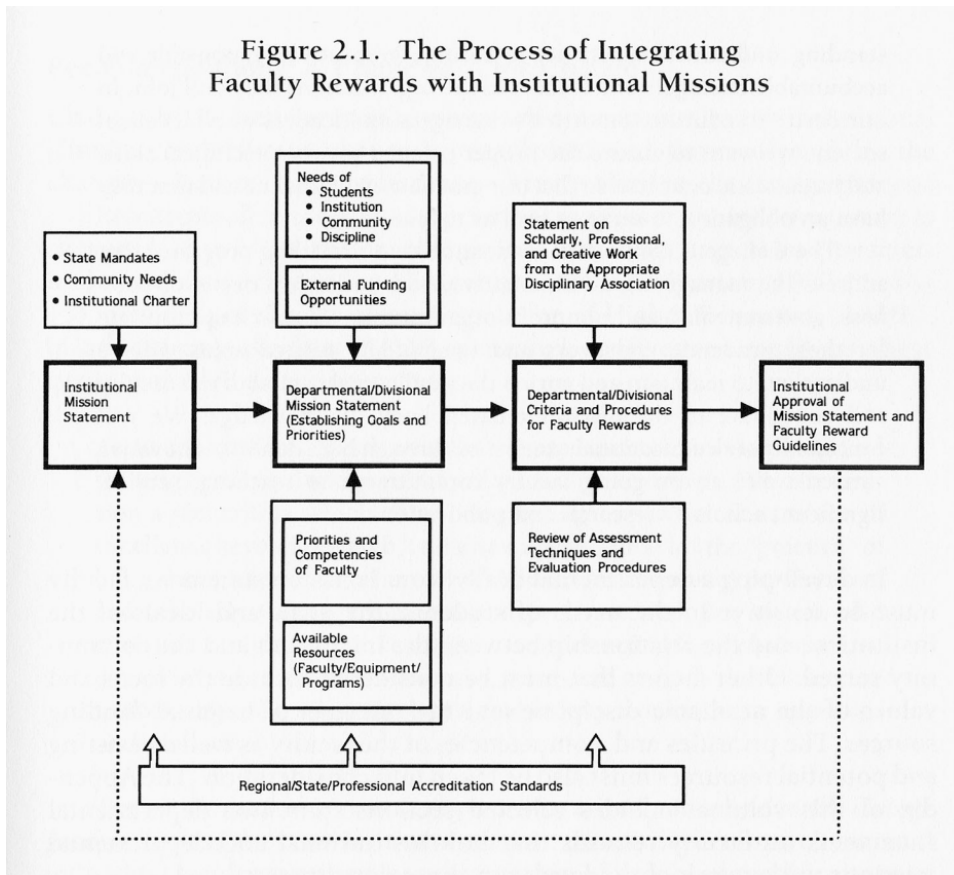 Figure 2.1 The Process of Integrating
Faculty Rewards with Institutional Missions
Needs of
• Students
• Institution
• Community
• Discipline
External Funding
Opportunities
• State Mandates
• Community Needs
• Institutional Charter
Statement on
Scholarly, Professional,
and Creative Work
from the Appropriate
Disciplinary Association
Institutional
Mission
Statement
Departmental/Divisional
Mission Statement
(Establishing Goals and
Priorities)
Departmental/Divisional
Criteria and Procedures
for Faculty Rewards
Institutional
Approval of
Mission Statement and
Faculty Reward
Guidelines
Priorities and
Competencies
of Faculty
Available
Resources
(Faculty/Equipment/
Programs)
Review of Assessment
Techniques and
Evaluation Procedures
Regional/State/Professional Accreditation Standards